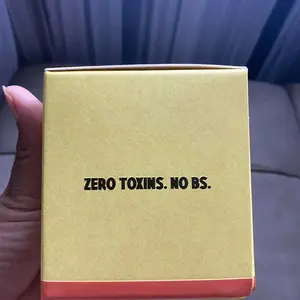 ZERO TOXINS. NO BS.